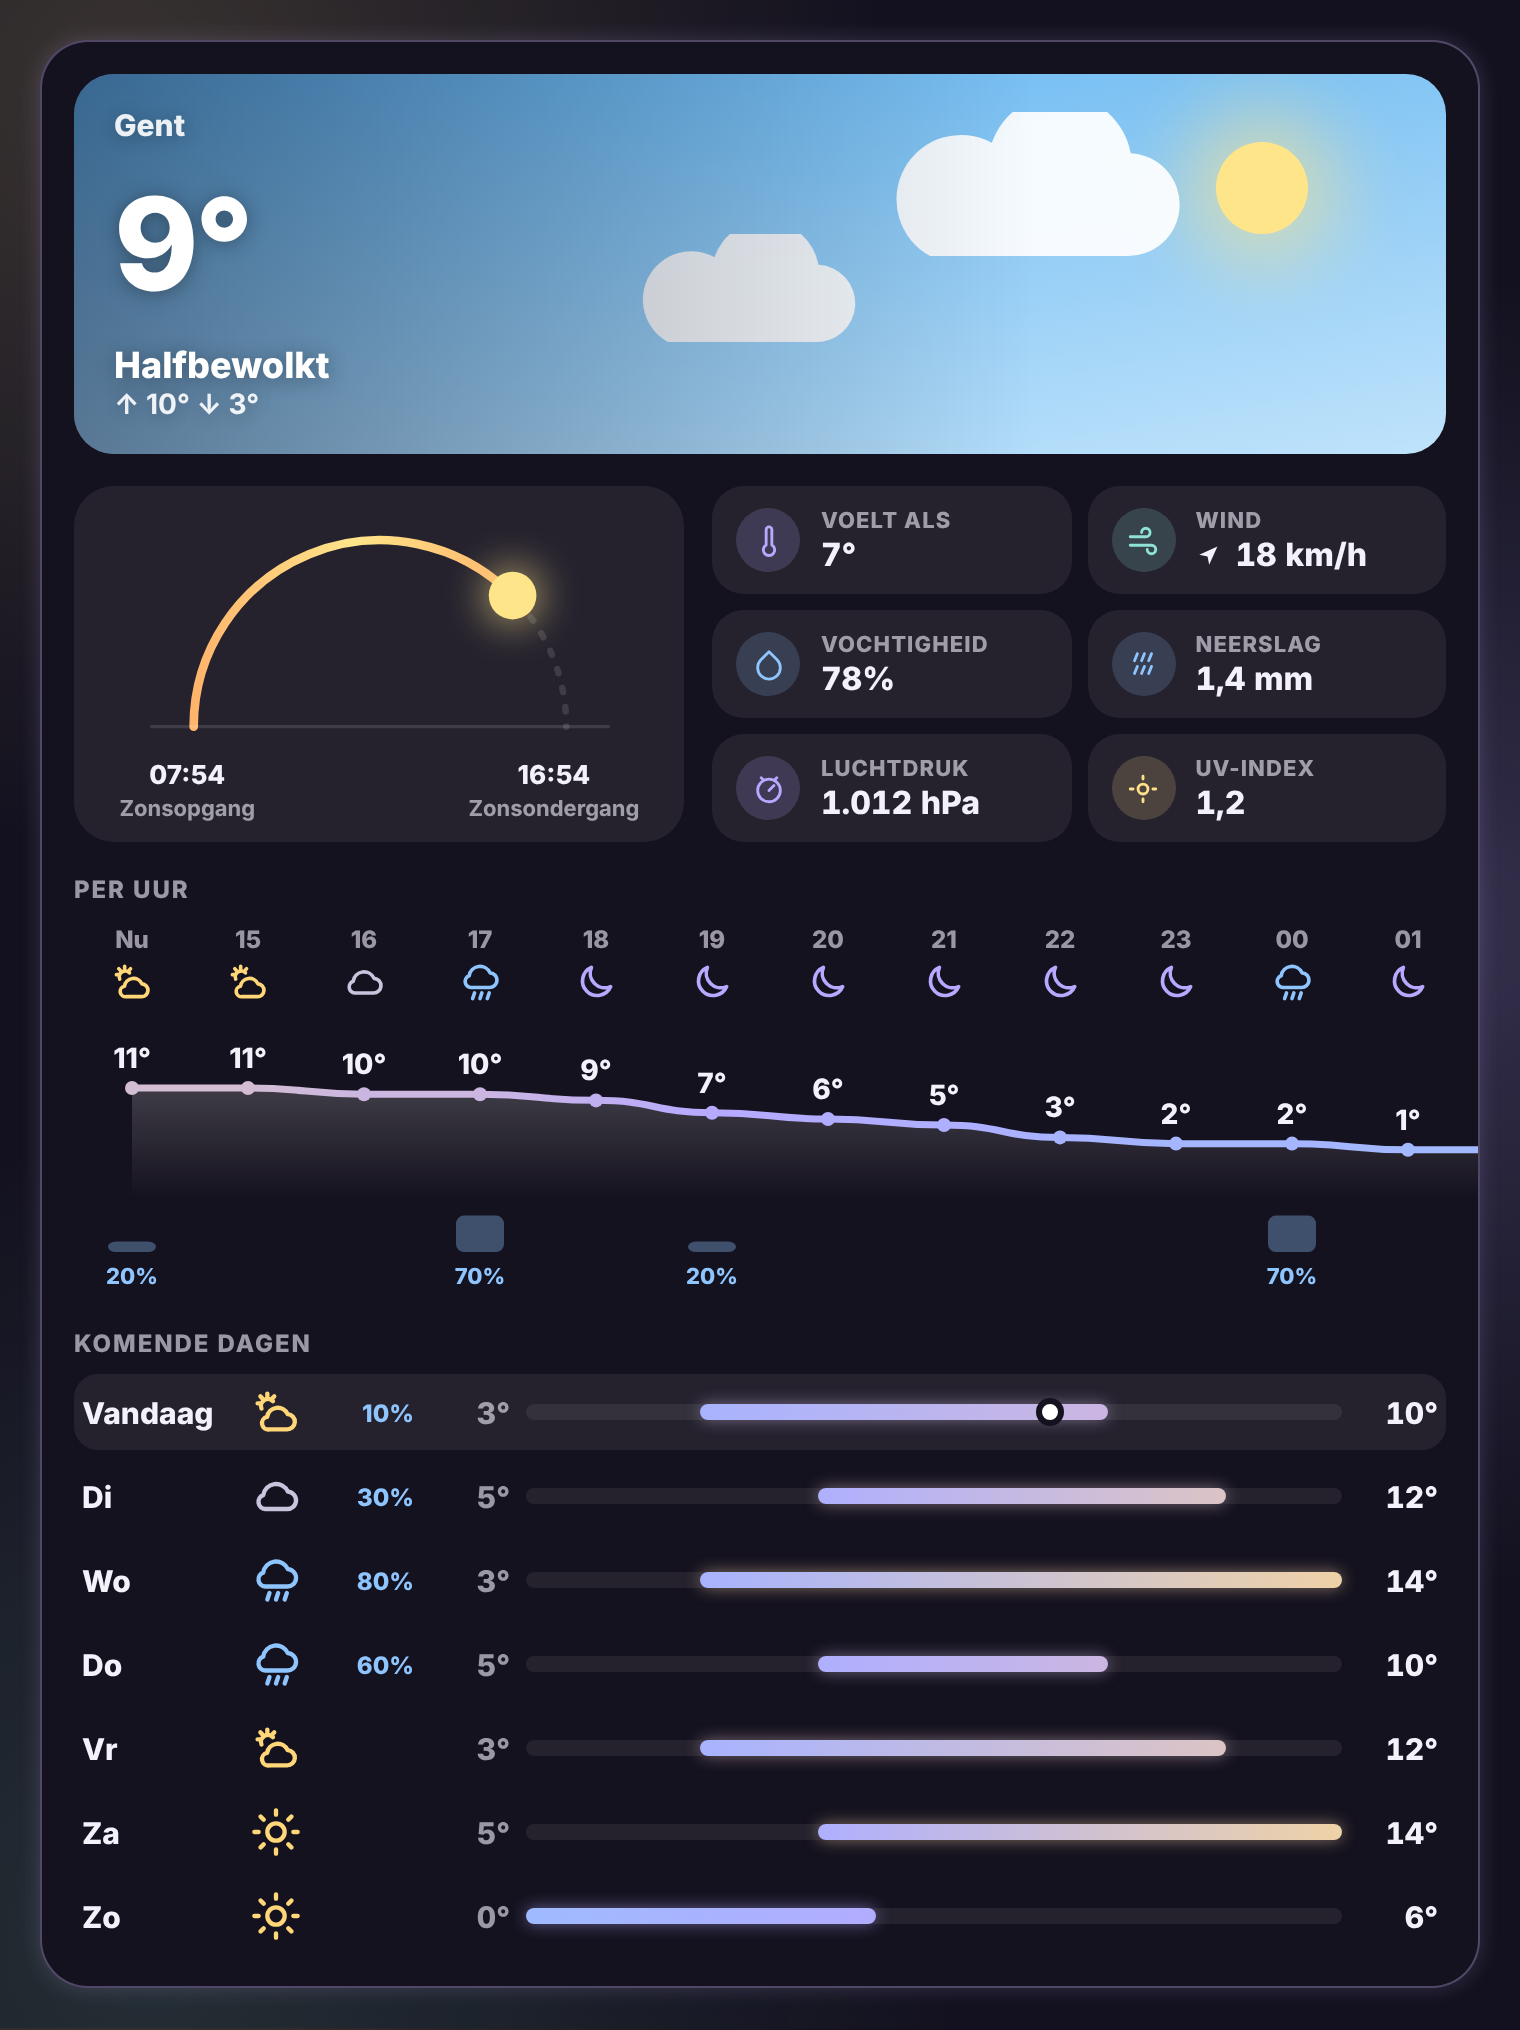 Gent
9°
Halfbewolkt
↑ 10° ↓ 3°
07:54
Zonsopgang
16:54
Zonsondergang
VOELT ALS
7°
WIND
18 km/h
VOCHTIGHEID
78%
NEERSLAG
1,4 mm
LUCHTDRUK
1.012 hPa
UV-INDEX
1,2
PER UUR
Nu 15 16 17 18 19 20 21 22 23 00 01
11° 11° 10° 10° 9° 7° 6° 5° 3° 2° 2° 1°
20% 70% 20% 70%
KOMENDE DAGEN
Vandaag 10% 3° 10°
Di 30% 5° 12°
Wo 80% 3° 14°
Do 60% 5° 10°
Vr 3° 12°
Za 5° 14°
Zo 0° 6°